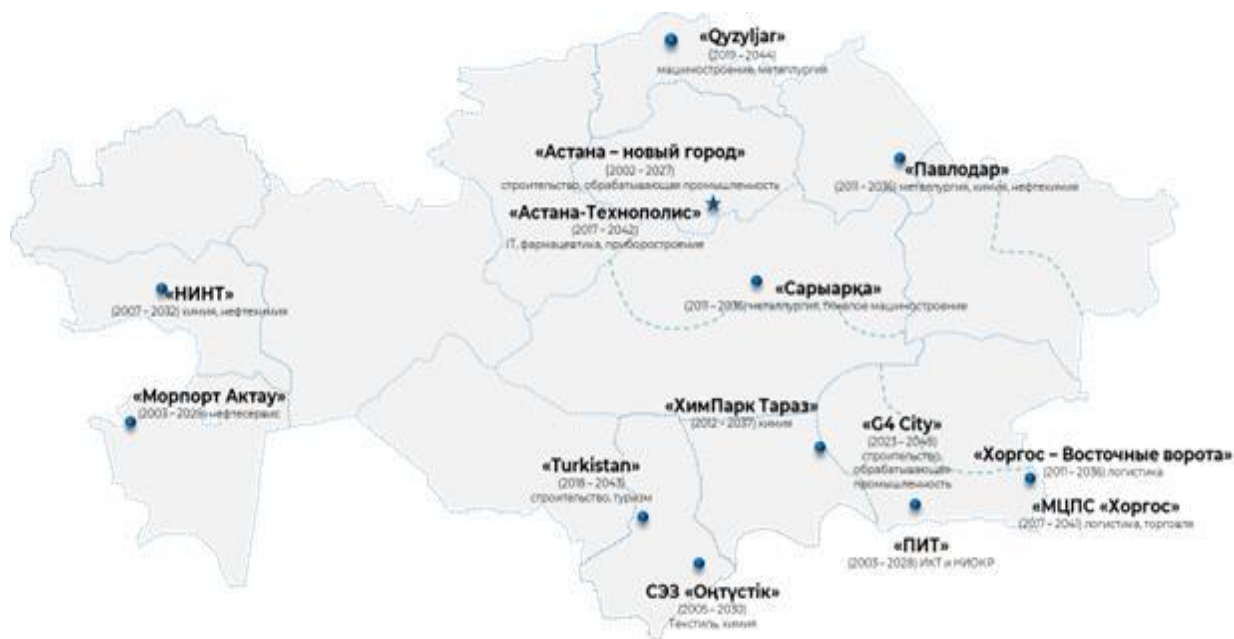 «Qyzyljar»
(2019 – 2044)
машиностроение, металлургия
«Астана – новый город»
(2002 – 2027)
строительство, обрабатывающая промышленность
«Павлодар»
(2011 – 2036) металлургия, химия, нефтехимия
«Астана-Технополис»
(2017 – 2042)
IT, фармацевтика, приборостроение
«НИНТ»
(2007 – 2032) химия, нефтехимия
«Сарыарқа»
(2011 – 2036) металлургия, тяжелое машиностроение
«Морпорт Актау»
(2003 – 2028) нефтесервис
«ХимПарк Тараз»
(2012 – 2037) химия
«G4 City»
(2023 – 2048)
строительство,
обрабатывающая
промышленность
«Хоргос – Восточные ворота»
(2011 – 2036) логистика
«Turkistan»
(2018 – 2043)
строительство, туризм
«МЦПС «Хоргос»
(2017 – 2041) логистика, торговля
«ПИТ»
(2003 – 2028) ИКТ и НИОКР
СЭЗ «Оңтүстік»
(2005 – 2030)
Текстиль, химия